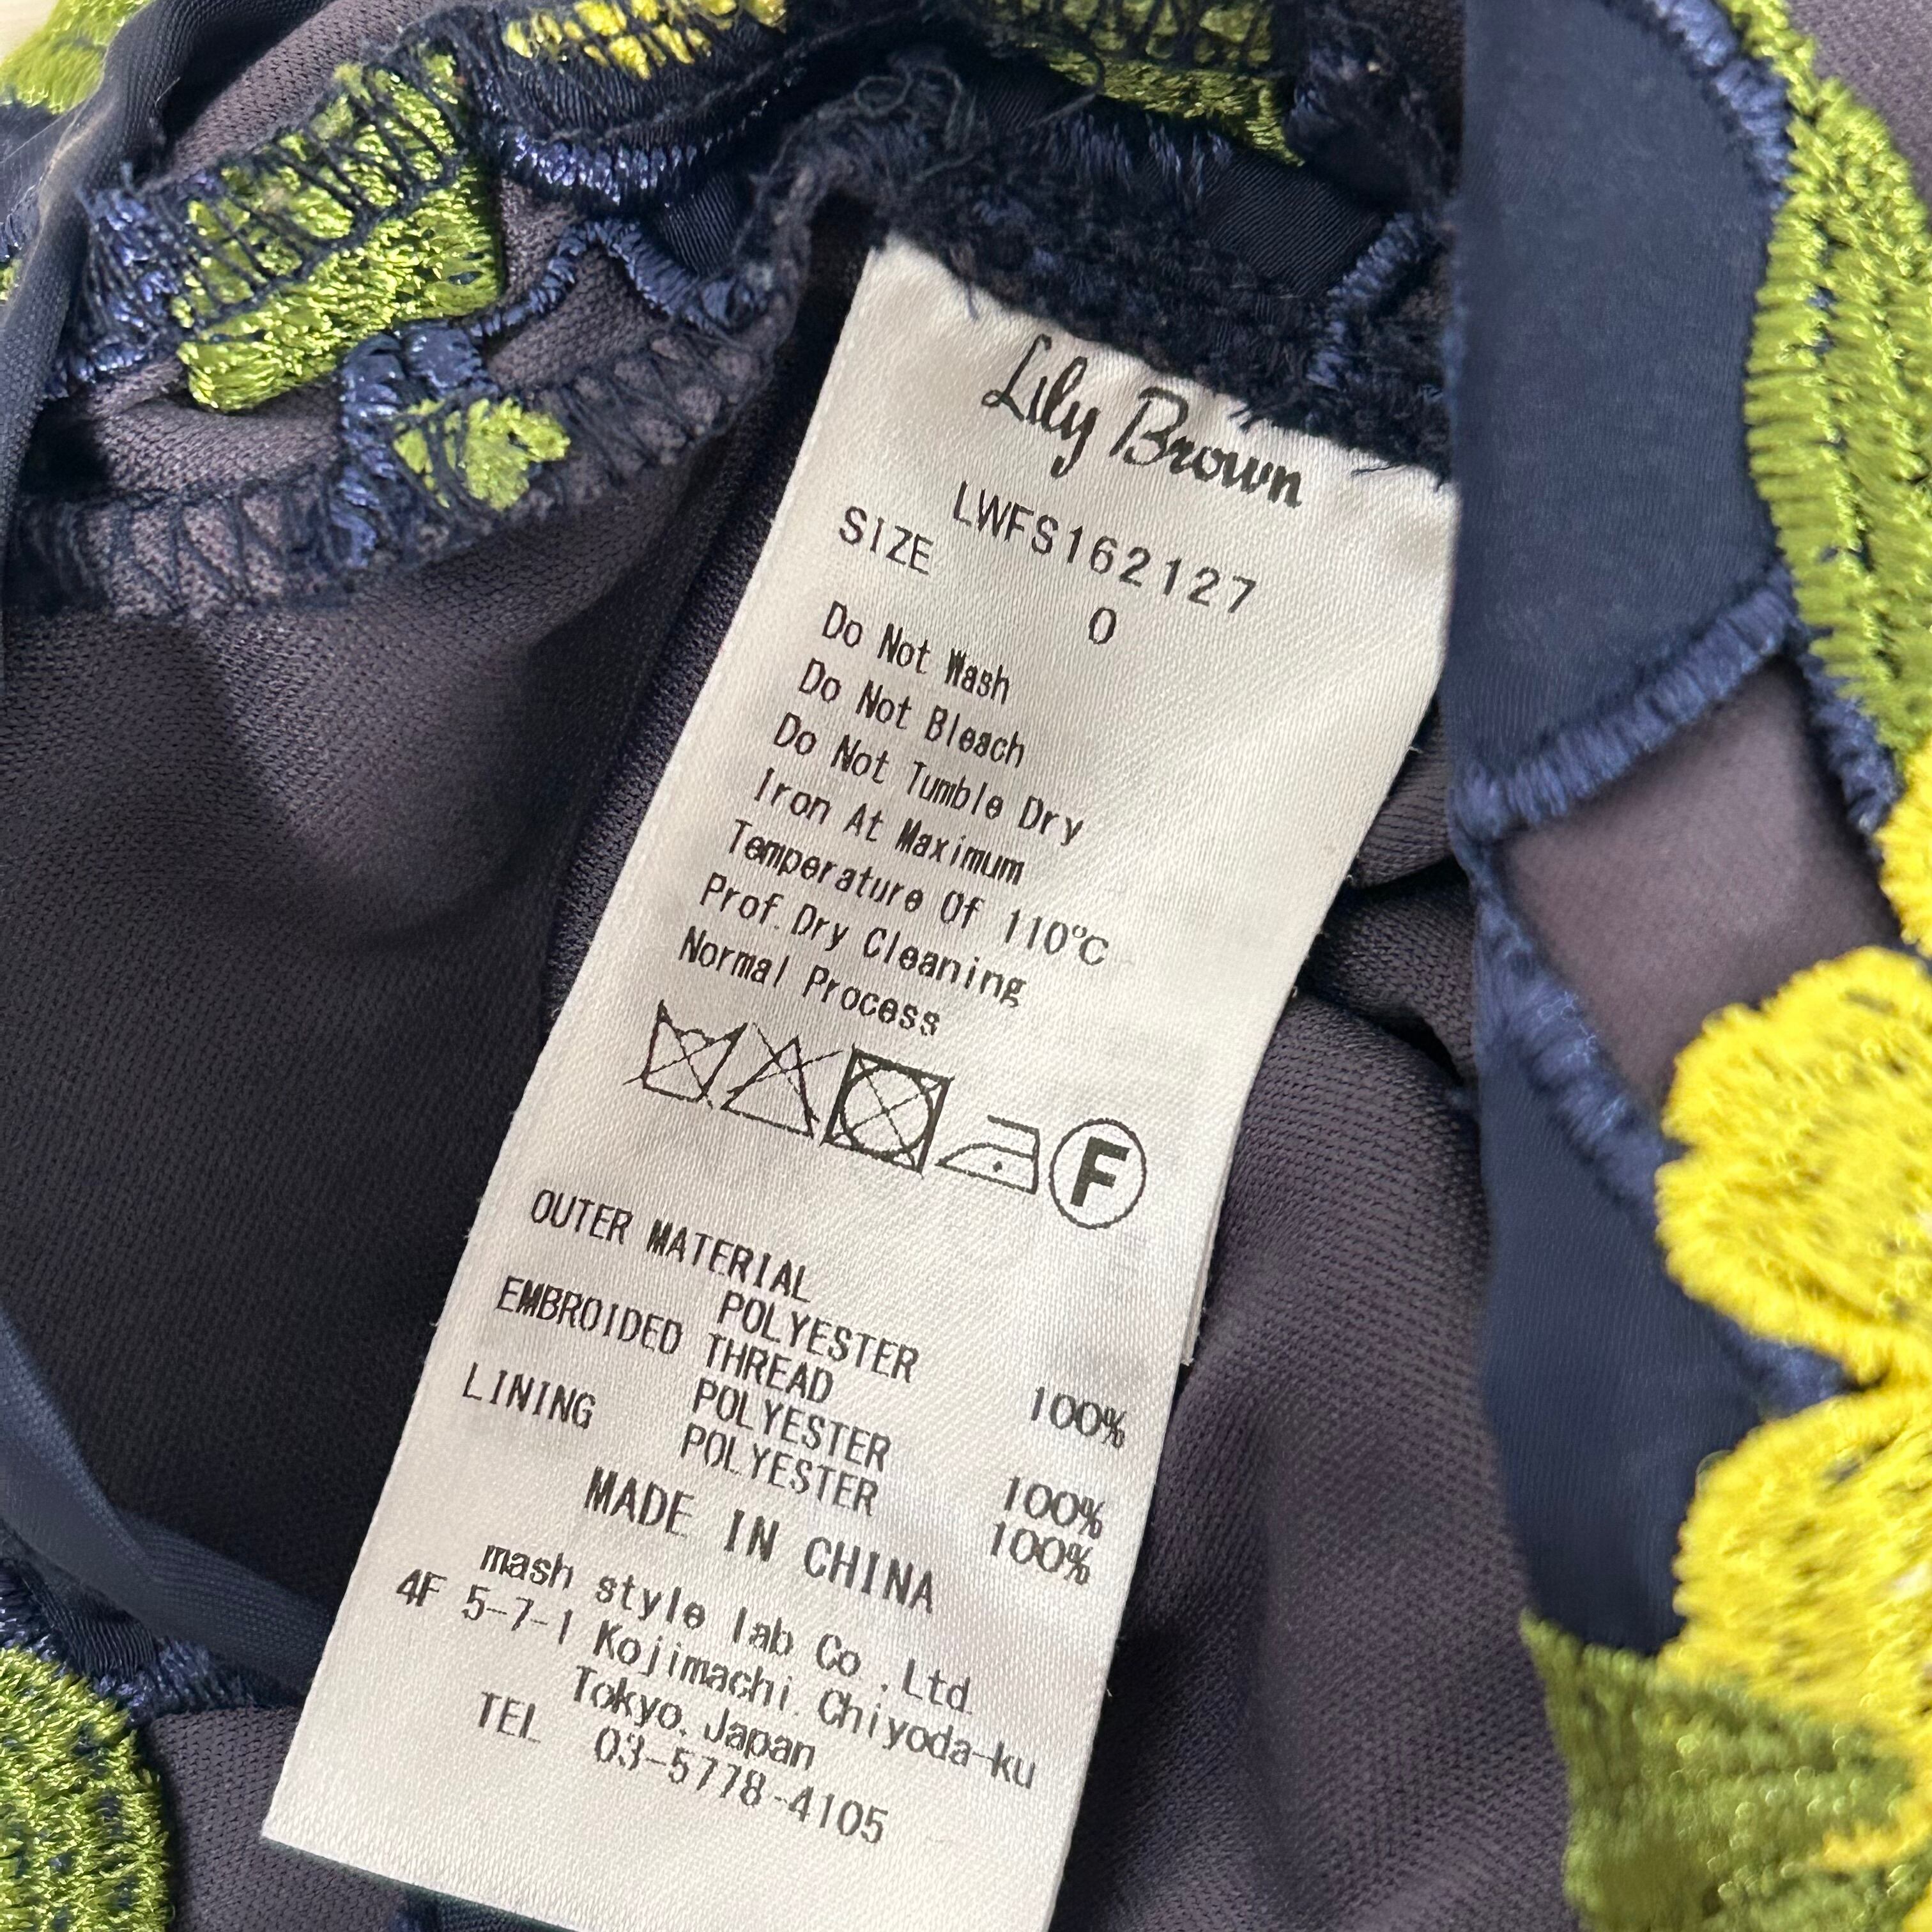 Lily Brown
LWFS162127
SIZE 0
Do Not Wash
Do Not Bleach
Do Not Tumble Dry
Iron At Maximum
Temperature Of 110℃
Prof.Dry Cleaning
Normal Process
F
OUTER MATERIAL
POLYESTER 100%
EMBROIDED THREAD
POLYESTER 100%
LINING POLYESTER 100%
MADE IN CHINA
mash style lab Co.,Ltd.
4F 5-7-1 Kojimachi. Chiyoda-ku
Tokyo. Japan
TEL 03-5778-4105